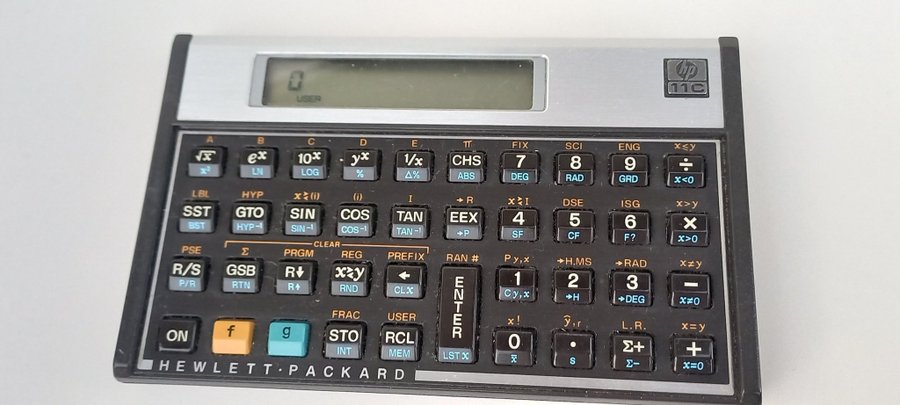 0
USER
hp
11C
A B C D E π FIX SCI ENG x≤y
√x eˣ 10ˣ yˣ 1/x CHS 7 8 9 ÷
x² LN LOG % Δ% ABS DEG RAD GRD x<0
LBL HYP x≷(i) (i) I →R x≷I DSE ISG x>y
SST GTO SIN COS TAN EEX 4 5 6 ×
BST HYP⁻¹ SIN⁻¹ COS⁻¹ TAN⁻¹ →P SF CF F? x>0
CLEAR
PSE Σ PRGM REG PREFIX RAN # Py,x →H.MS →RAD x≠y
R/S GSB R↓ x≷y ← ENTER 1 2 3 −
P/R RTN R↑ RND CLx Cy,x →H →DEG x≠0
FRAC USER x! ŷ,r L.R. x=y
ON f g STO RCL 0 · Σ+ +
INT MEM LSTx x̄ s Σ− x=0
HEWLETT·PACKARD